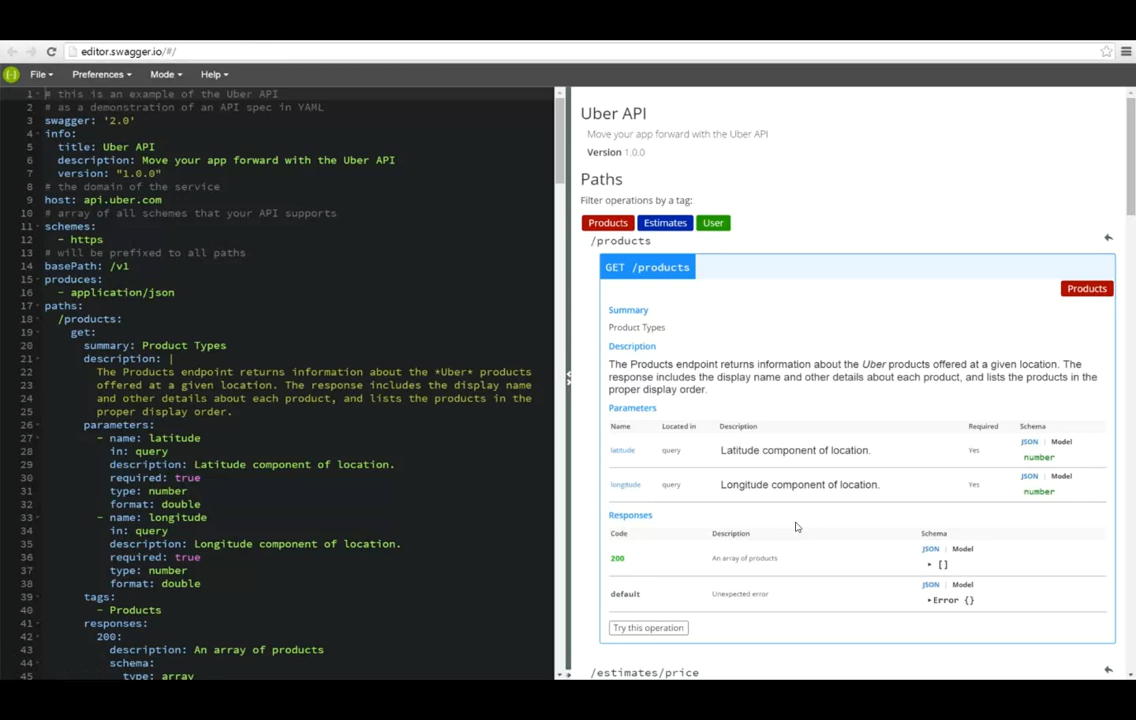 editor.swagger.io/#/
File Preferences Mode Help
1 # this is an example of the Uber API
2 # as a demonstration of an API spec in YAML
3 swagger: '2.0'
4 info:
5 title: Uber API
6 description: Move your app forward with the Uber API
7 version: "1.0.0"
8 # the domain of the service
9 host: api.uber.com
10 # array of all schemes that your API supports
11 schemes:
12 - https
13 # will be prefixed to all paths
14 basePath: /v1
15 produces:
16 - application/json
17 paths:
18 /products:
19 get:
20 summary: Product Types
21 description: |
22 The Products endpoint returns information about the *Uber* products
23 offered at a given location. The response includes the display name
24 and other details about each product, and lists the products in the
25 proper display order.
26 parameters:
27 - name: latitude
28 in: query
29 description: Latitude component of location.
30 required: true
31 type: number
32 format: double
33 - name: longitude
34 in: query
35 description: Longitude component of location.
36 required: true
37 type: number
38 format: double
39 tags:
40 - Products
41 responses:
42 200:
43 description: An array of products
44 schema:
45 type: array
Uber API
Move your app forward with the Uber API
Version 1.0.0
Paths
Filter operations by a tag:
Products Estimates User
/products
GET /products
Products
Summary
Product Types
Description
The Products endpoint returns information about the Uber products offered at a given location. The
response includes the display name and other details about each product, and lists the products in the
proper display order.
Parameters
Name Located in Description Required Schema
JSON | Model
latitude query Latitude component of location. Yes
number
JSON | Model
longitude query Longitude component of location. Yes
number
Responses
Code Description Schema
JSON | Model
200 An array of products
[]
JSON | Model
default Unexpected error
Error {}
Try this operation
/estimates/price